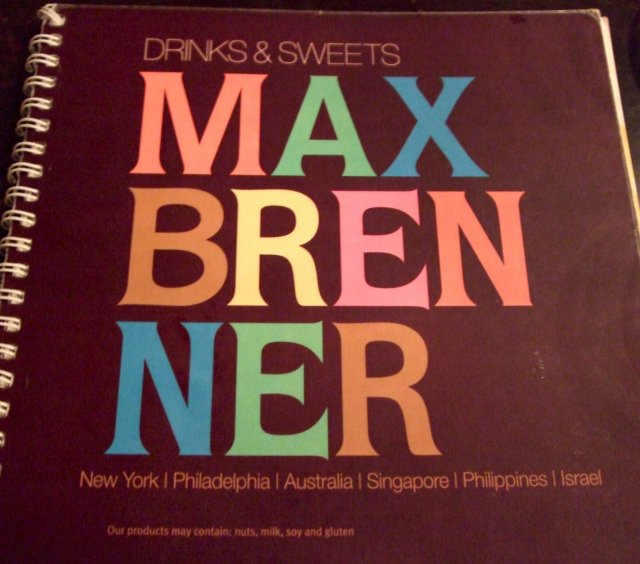 DRINKS & SWEETS
MAX
BREN
NER
New York | Philadelphia | Australia | Singapore | Philippines | Israel
Our products may contain: nuts, milk, soy and gluten